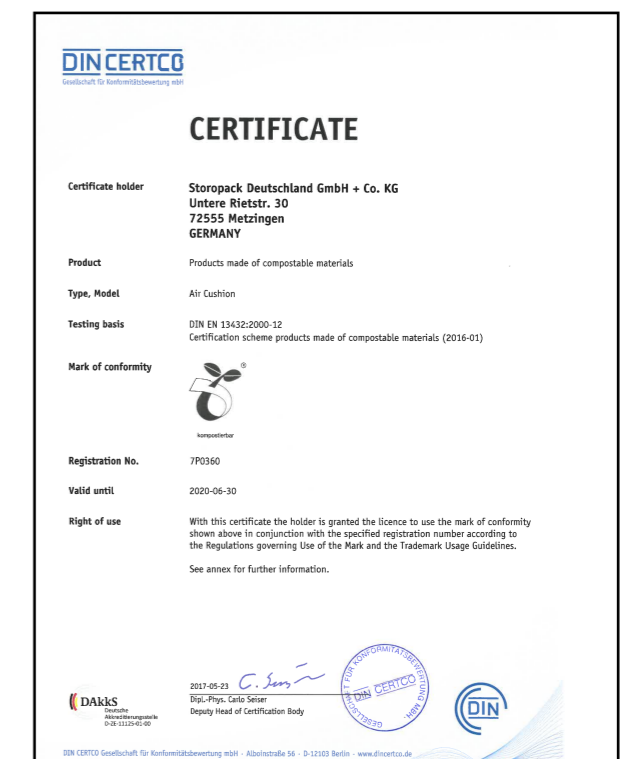 DIN CERTCO
Gesellschaft für Konformitätsbewertung mbH
CERTIFICATE
Certificate holder
Storopack Deutschland GmbH + Co. KG
Untere Rietstr. 30
72555 Metzingen
GERMANY
Product
Products made of compostable materials
Type, Model
Air Cushion
Testing basis
DIN EN 13432:2000-12
Certification scheme products made of compostable materials (2016-01)
Mark of conformity
®
kompostierbar
Registration No.
7P0360
Valid until
2020-06-30
Right of use
With this certificate the holder is granted the licence to use the mark of conformity
shown above in conjunction with the specified registration number according to
the Regulations governing Use of the Mark and the Trademark Usage Guidelines.
See annex for further information.
2017-05-23
Dipl.-Phys. Carlo Seiser
Deputy Head of Certification Body
GESELLSCHAFT FÜR KONFORMITÄTSBEWERTUNG MBH.
DIN CERTCO
DAkkS
Deutsche
Akkreditierungsstelle
D-ZE-11125-01-00
DIN
DIN CERTCO Gesellschaft für Konformitätsbewertung mbH - Alboinstraße 56 - D-12103 Berlin - www.dincertco.de